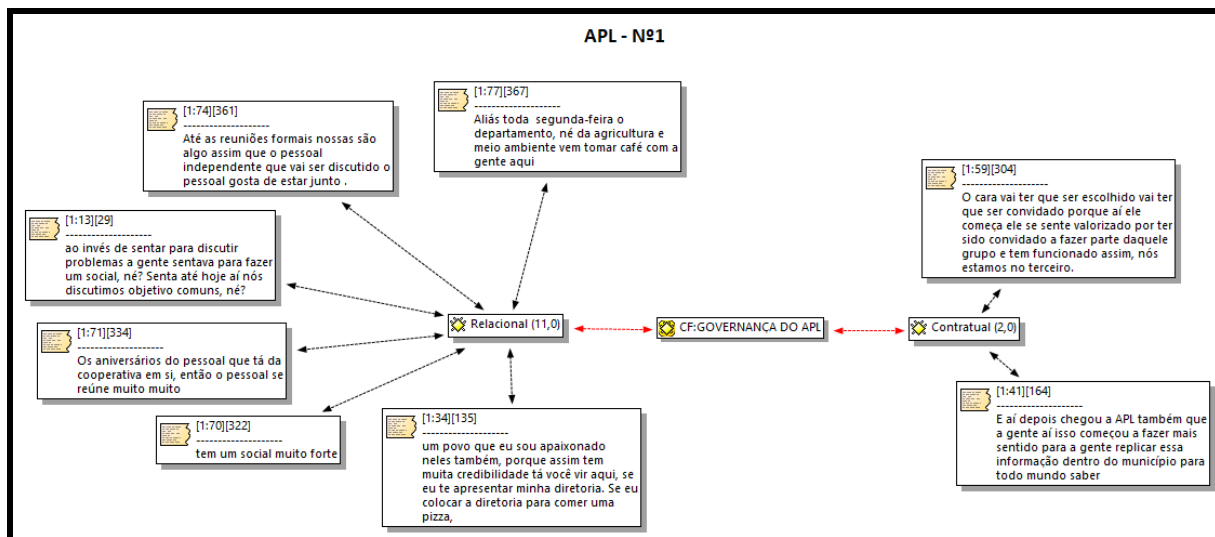 APL - Nº1
[1:77][367]
--------------------
Aliás toda segunda-feira o
departamento, né da agricultura e
meio ambiente vem tomar café com a
gente aqui
[1:74][361]
--------------------
Até as reuniões formais nossas são
algo assim que o pessoal
independente que vai ser discutido o
pessoal gosta de estar junto .
[1:59][304]
--------------------
O cara vai ter que ser escolhido vai ter
que ser convidado porque aí ele
começa ele se sente valorizado por ter
sido convidado a fazer parte daquele
grupo e tem funcionado assim, nós
estamos no terceiro.
[1:13][29]
--------------------
ao invés de sentar para discutir
problemas a gente sentava para fazer
um social, né? Senta até hoje aí nós
discutimos objetivo comuns, né?
Relacional (11,0)
CF:GOVERNANÇA DO APL
Contratual (2,0)
[1:71][334]
--------------------
Os aniversários do pessoal que tá da
cooperativa em si, então o pessoal se
reúne muito muito
[1:70][322]
--------------------
tem um social muito forte
[1:34][135]
--------------------
um povo que eu sou apaixonado
neles também, porque assim tem
muita credibilidade tá você vir aqui, se
eu te apresentar minha diretoria. Se eu
colocar a diretoria para comer uma
pizza,
[1:41][164]
--------------------
E aí depois chegou a APL também que
a gente aí isso começou a fazer mais
sentido para a gente replicar essa
informação dentro do município para
todo mundo saber